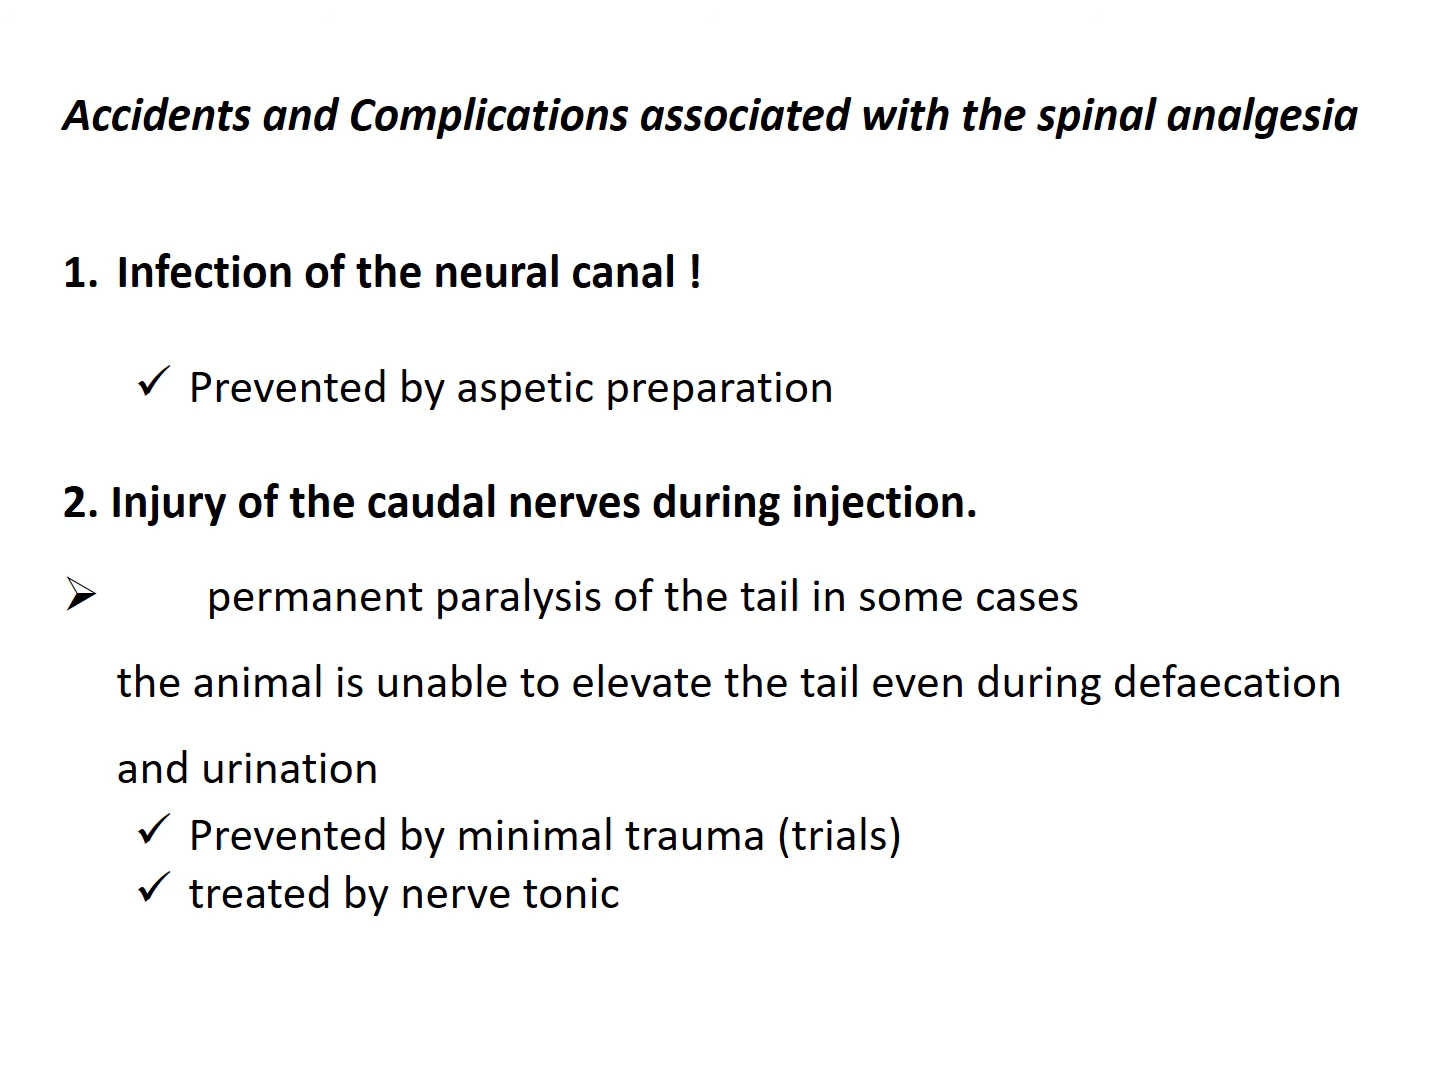 Accidents and Complications associated with the spinal analgesia
1. Infection of the neural canal !
✓ Prevented by aspetic preparation
2. Injury of the caudal nerves during injection.
➢ permanent paralysis of the tail in some cases
the animal is unable to elevate the tail even during defaecation
and urination
✓ Prevented by minimal trauma (trials)
✓ treated by nerve tonic